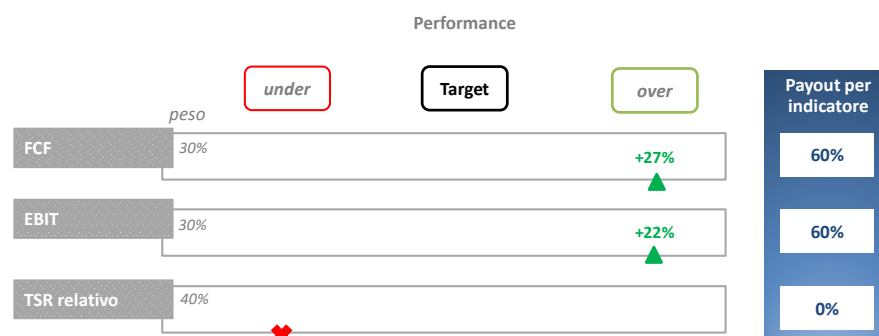 Performance
under
Target
over
Payout per
indicatore
peso
FCF
30%
+27%
60%
EBIT
30%
+22%
60%
TSR relativo
40%
0%